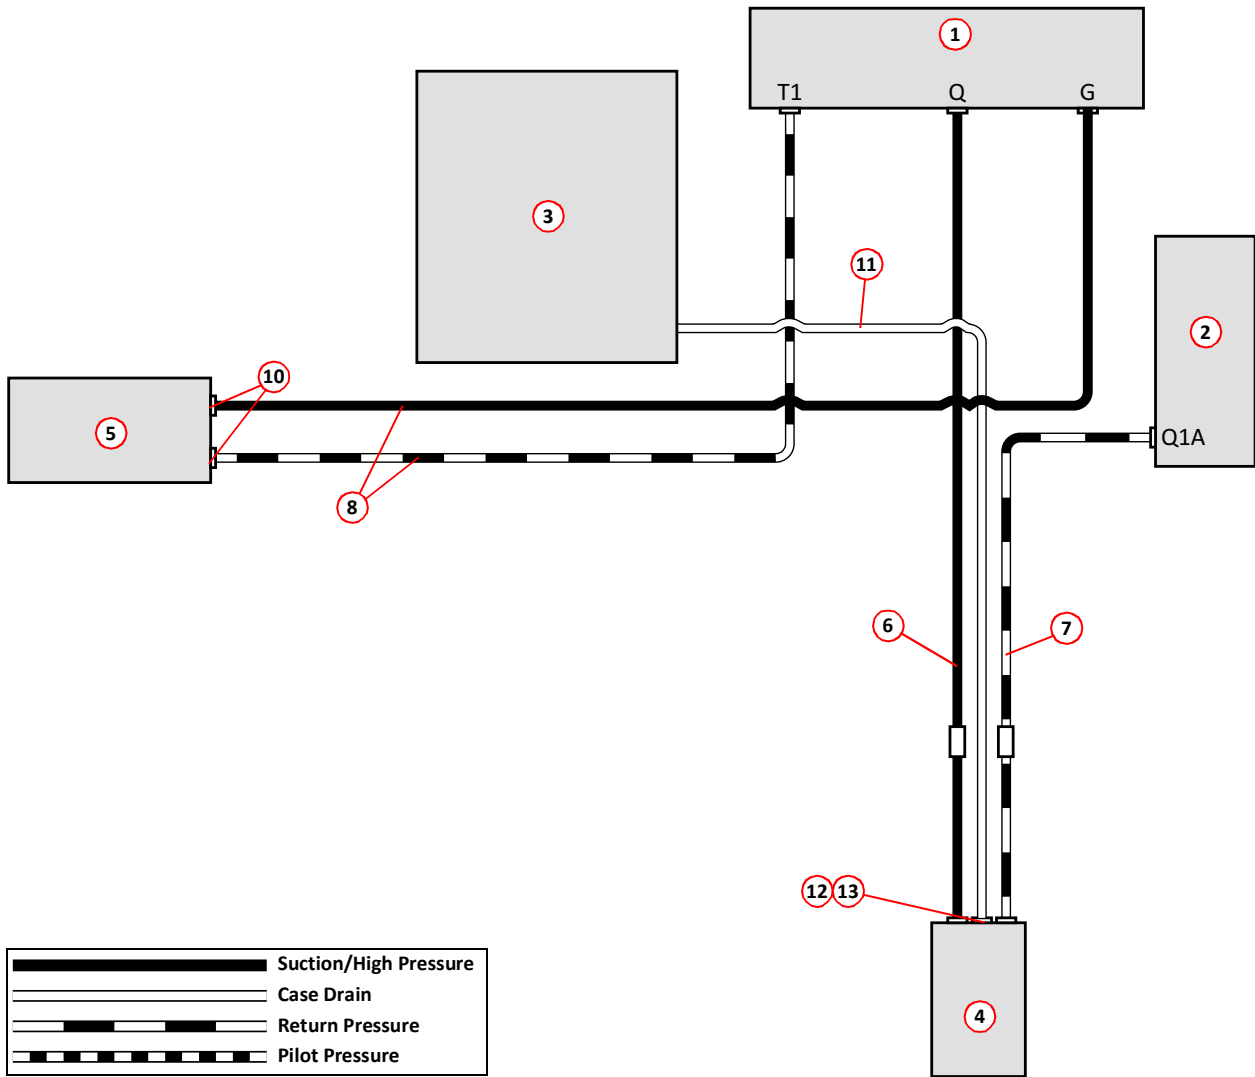 1
T1 Q G
3
11
2
10
5
Q1A
8
6
7
12 13
4
Suction/High Pressure
Case Drain
Return Pressure
Pilot Pressure